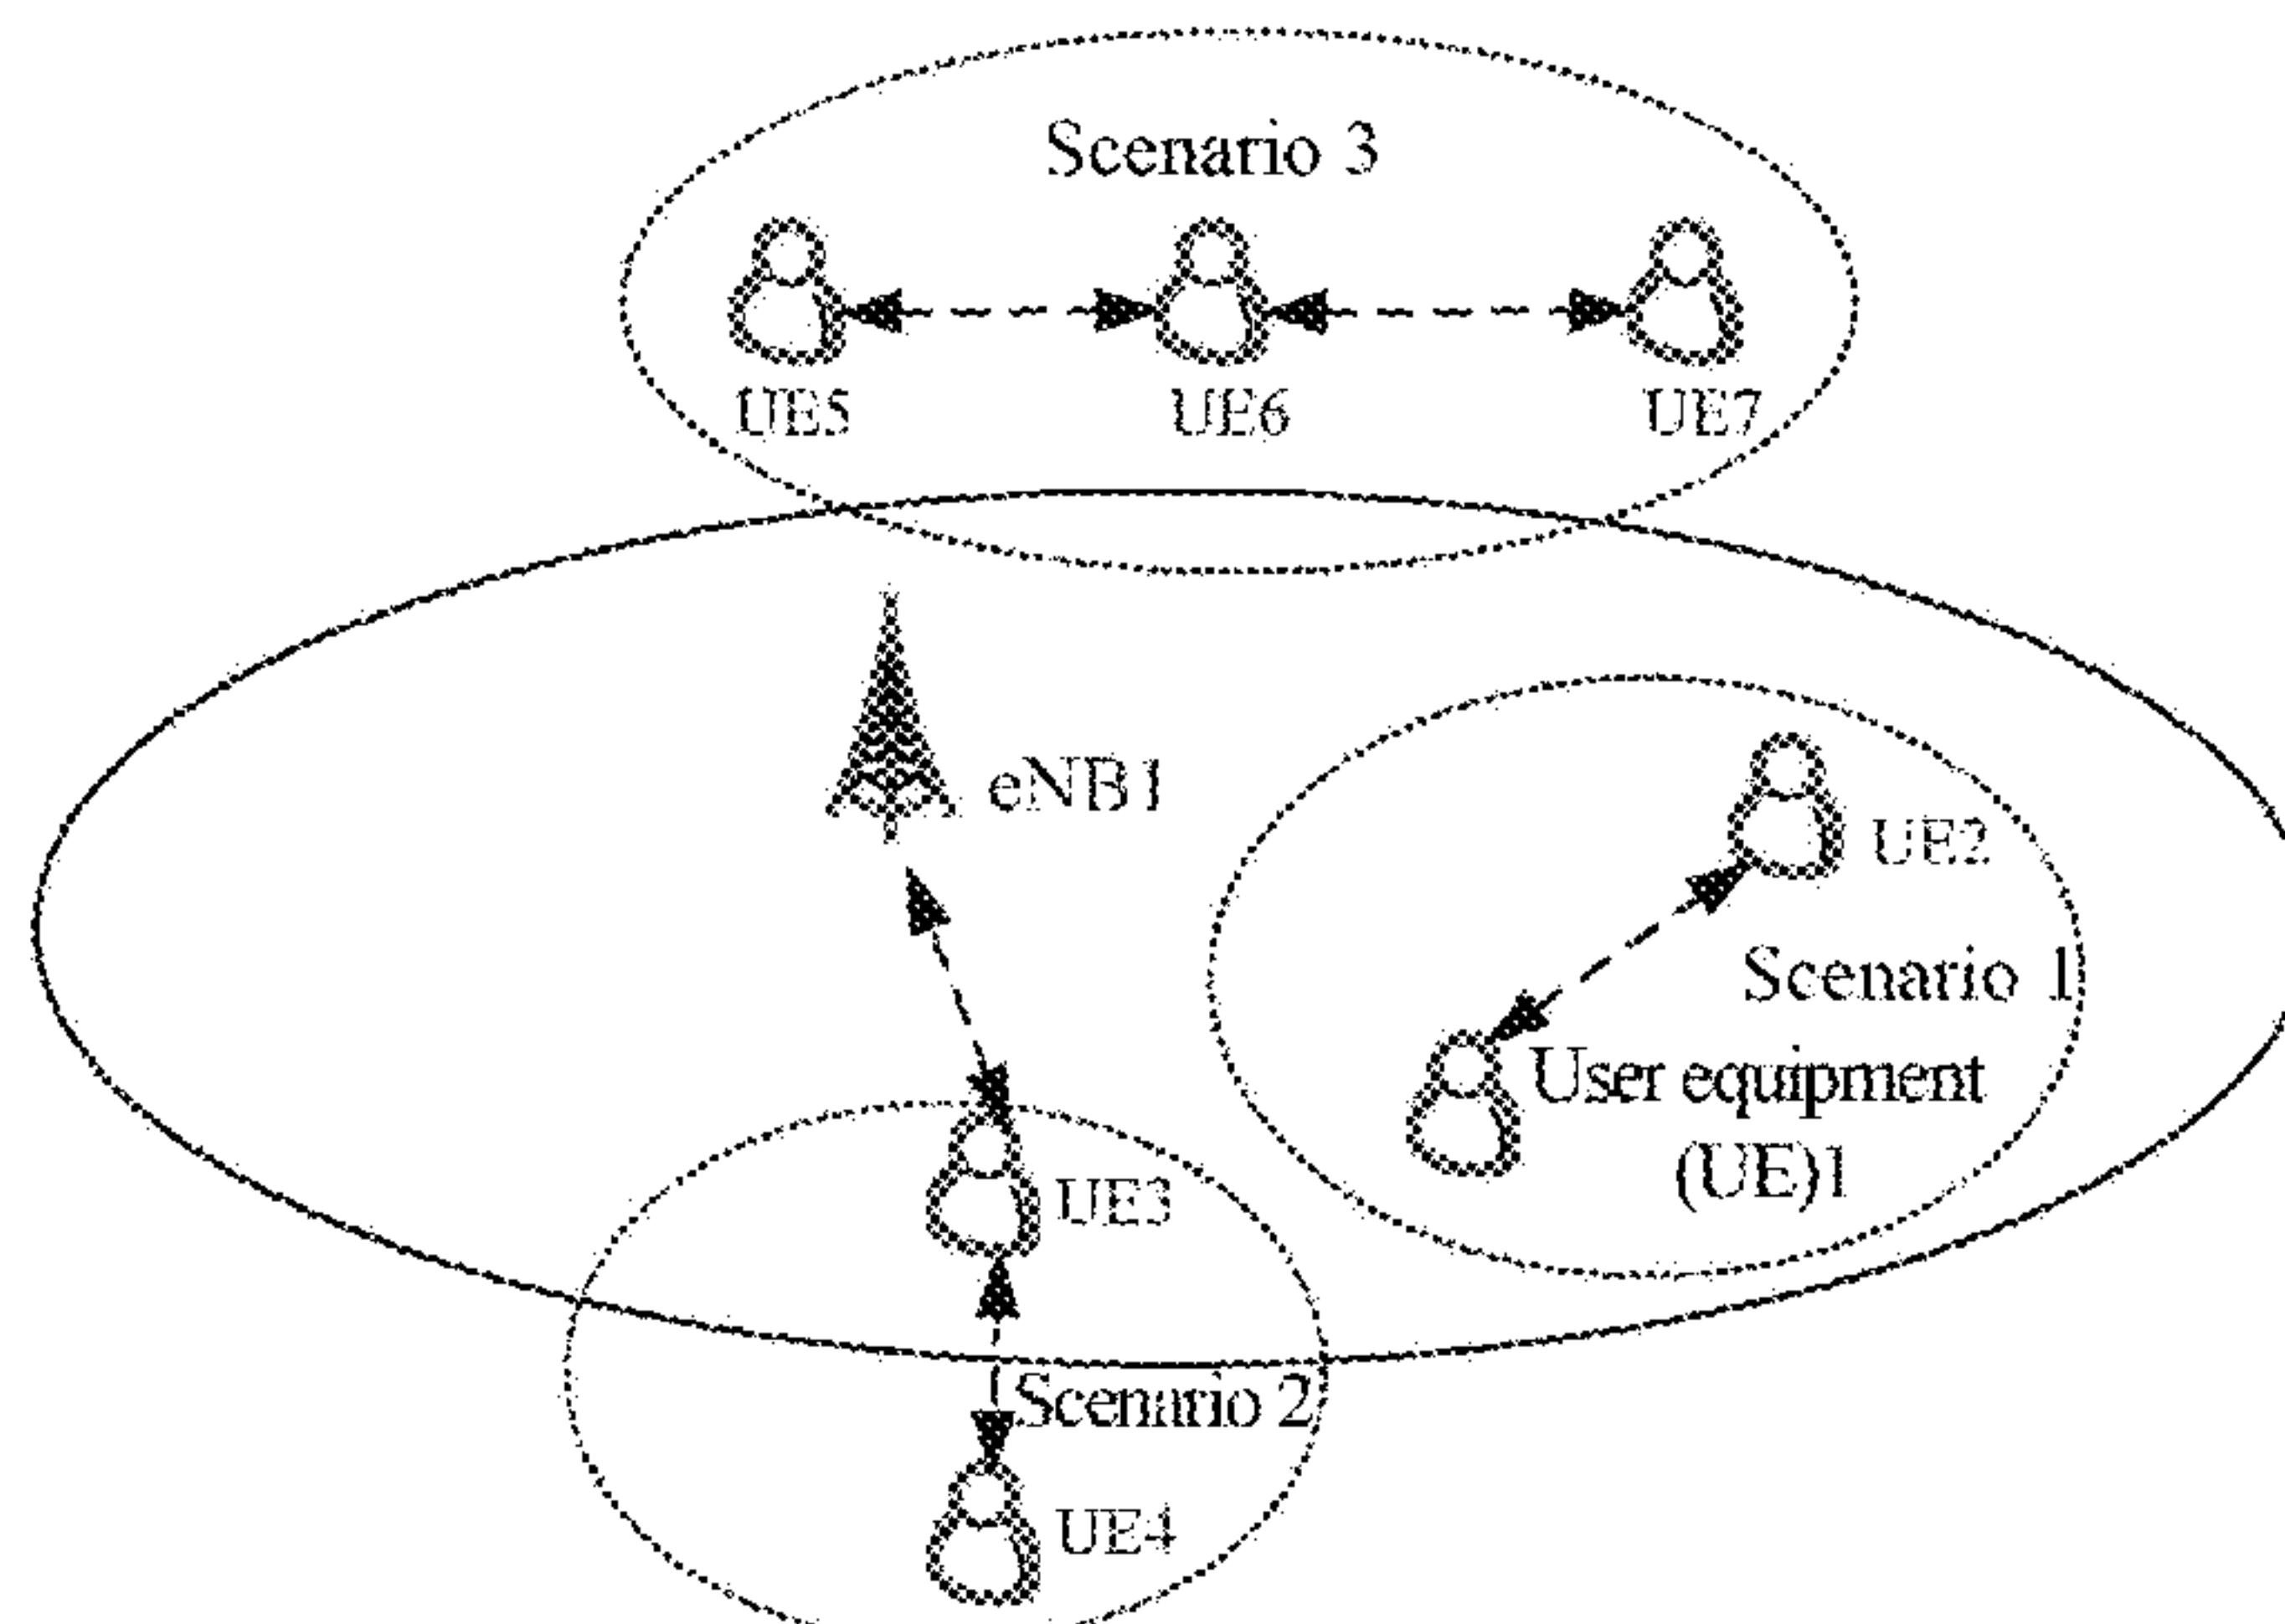 Scenario 3
UE5
UE6
UE7
eNB1
UE2
Scenario 1
User equipment
(UE)1
UE3
Scenario 2
UE4